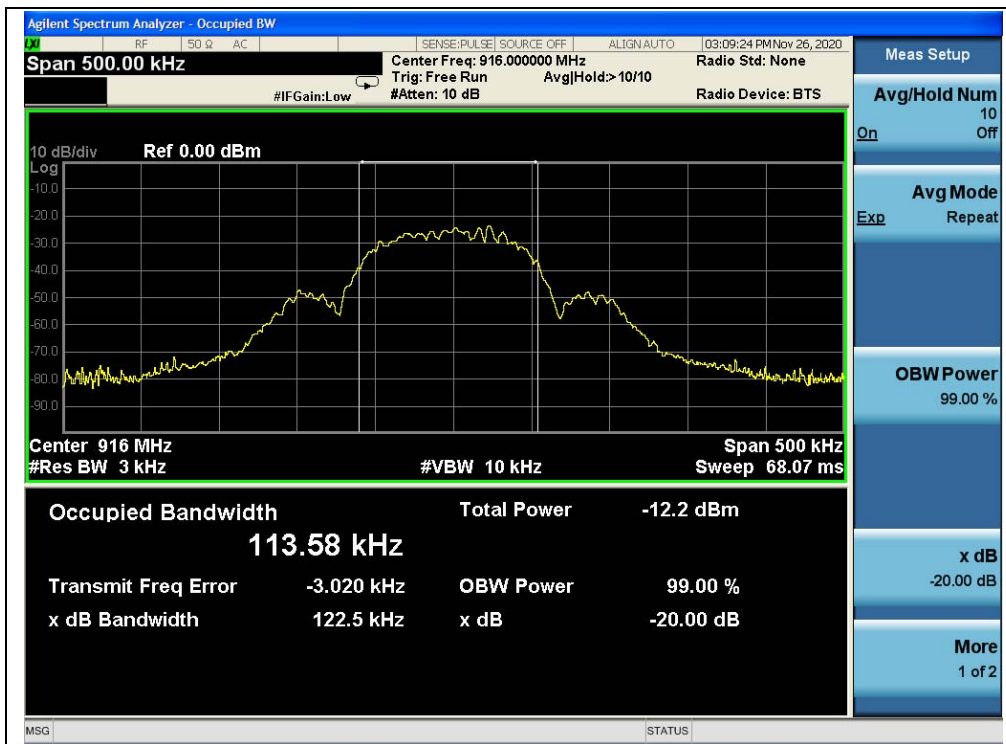 Agilent Spectrum Analyzer - Occupied BW
LXI RF 50 Ω AC SENSE:PULSE SOURCE OFF ALIGN AUTO 03:09:24 PM Nov 26, 2020
Span 500.00 kHz
Center Freq: 916.000000 MHz Radio Std: None
Trig: Free Run Avg|Hold:>10/10
#IFGain:Low #Atten: 10 dB Radio Device: BTS
10 dB/div Ref 0.00 dBm
Log
-10.0
-20.0
-30.0
-40.0
-50.0
-60.0
-70.0
-80.0
-90.0
Center 916 MHz Span 500 kHz
#Res BW 3 kHz #VBW 10 kHz Sweep 68.07 ms
Occupied Bandwidth Total Power -12.2 dBm
113.58 kHz
Transmit Freq Error -3.020 kHz OBW Power 99.00 %
x dB Bandwidth 122.5 kHz x dB -20.00 dB
Meas Setup
Avg/Hold Num
10
On Off
Avg Mode
Exp Repeat
OBW Power
99.00 %
x dB
-20.00 dB
More
1 of 2
MSG STATUS